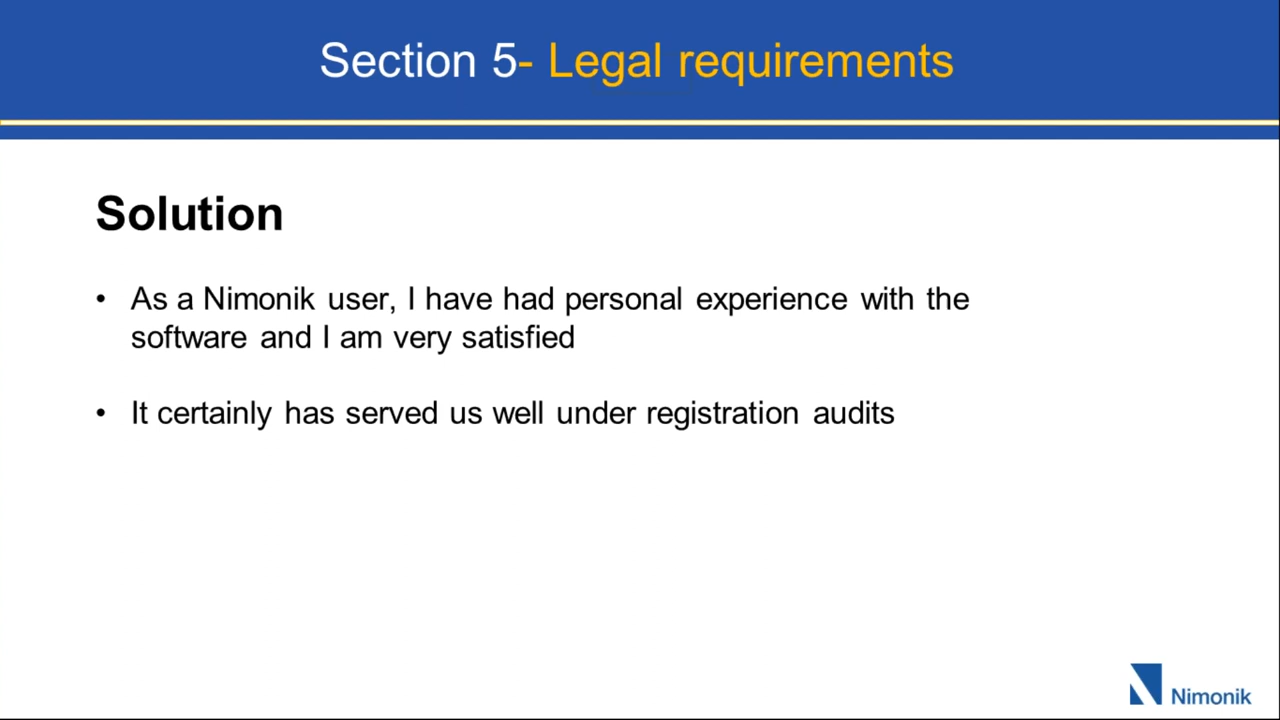 Section 5- Legal requirements
Solution
• As a Nimonik user, I have had personal experience with the
software and I am very satisfied
• It certainly has served us well under registration audits
Nimonik